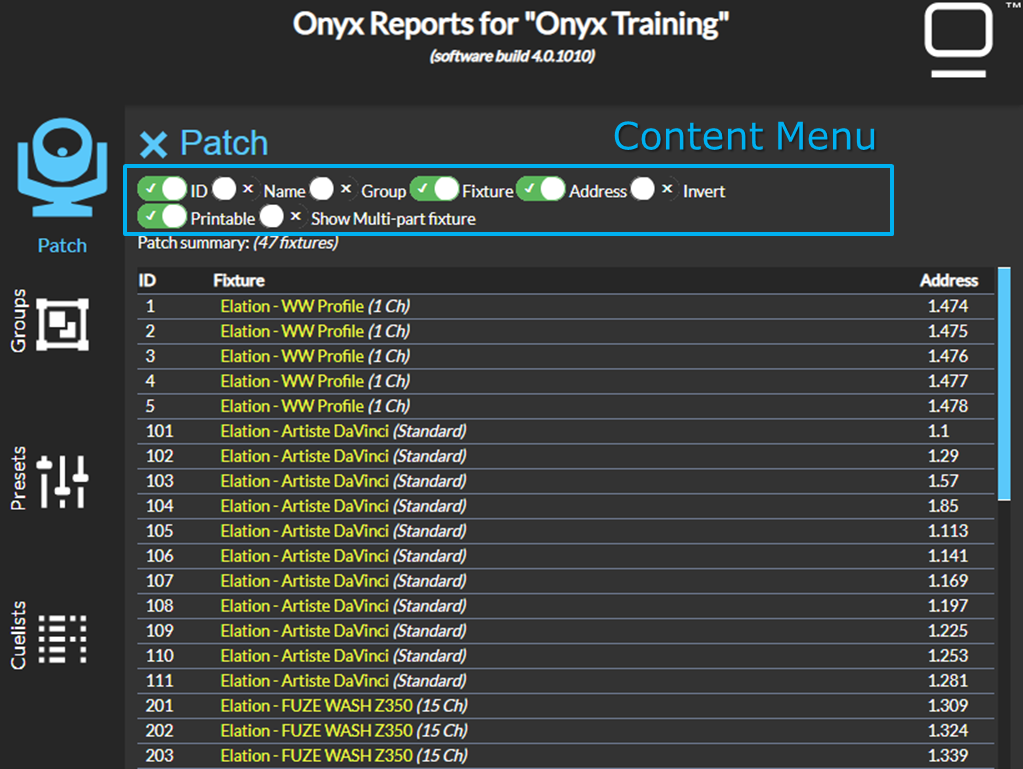 Onyx Reports for "Onyx Training"
(software build 4.0.1010)
TM
Patch
Content Menu
ID Name Group Fixture Address Invert
Printable Show Multi-part fixture
Patch summary: (47 fixtures)
Patch
Groups
Presets
Cuelists
ID Fixture Address
1 Elation - WW Profile (1 Ch) 1.474
2 Elation - WW Profile (1 Ch) 1.475
3 Elation - WW Profile (1 Ch) 1.476
4 Elation - WW Profile (1 Ch) 1.477
5 Elation - WW Profile (1 Ch) 1.478
101 Elation - Artiste DaVinci (Standard) 1.1
102 Elation - Artiste DaVinci (Standard) 1.29
103 Elation - Artiste DaVinci (Standard) 1.57
104 Elation - Artiste DaVinci (Standard) 1.85
105 Elation - Artiste DaVinci (Standard) 1.113
106 Elation - Artiste DaVinci (Standard) 1.141
107 Elation - Artiste DaVinci (Standard) 1.169
108 Elation - Artiste DaVinci (Standard) 1.197
109 Elation - Artiste DaVinci (Standard) 1.225
110 Elation - Artiste DaVinci (Standard) 1.253
111 Elation - Artiste DaVinci (Standard) 1.281
201 Elation - FUZE WASH Z350 (15 Ch) 1.309
202 Elation - FUZE WASH Z350 (15 Ch) 1.324
203 Elation - FUZE WASH Z350 (15 Ch) 1.339